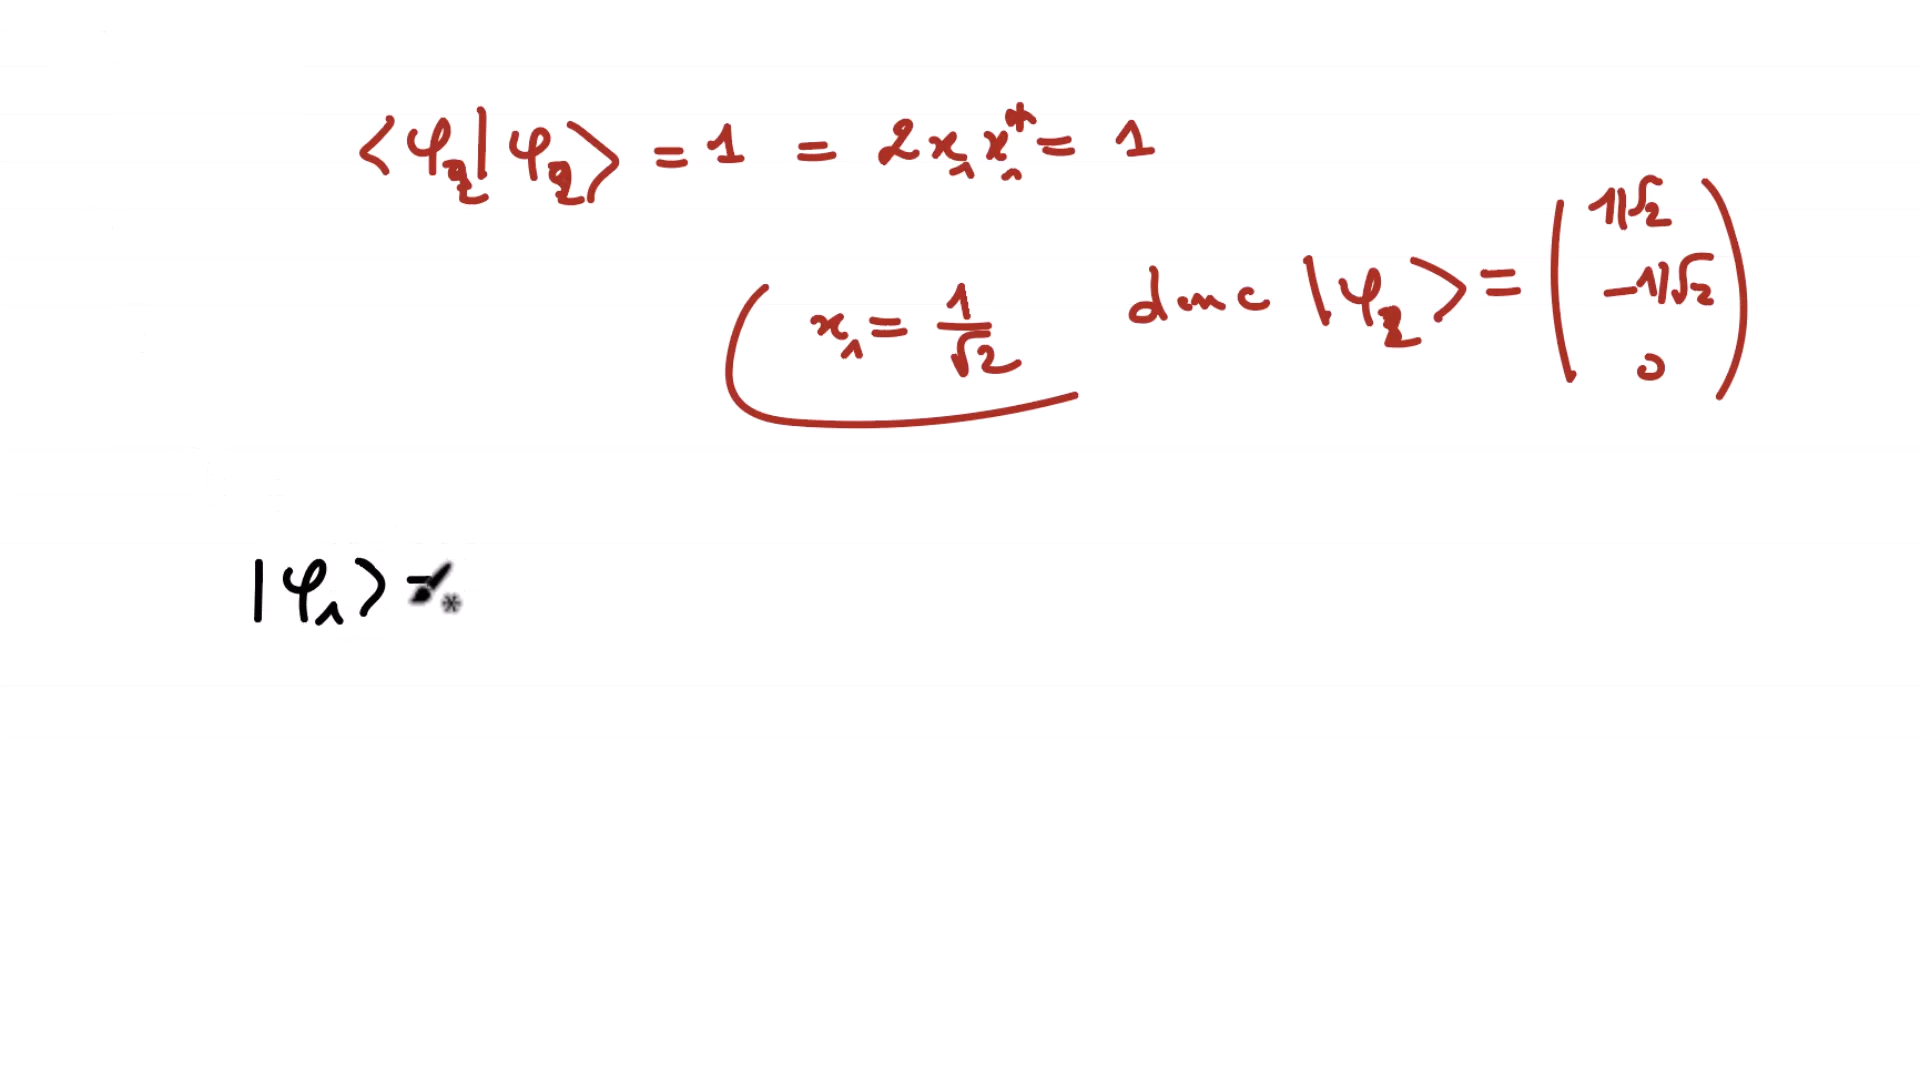 ⟨φ₂|φ₂⟩ = 1 = 2x₁x₁* = 1
x₁ = 1/√2 donc |φ₂⟩ = (1/√2 -1/√2 0)
|φ₁⟩ =